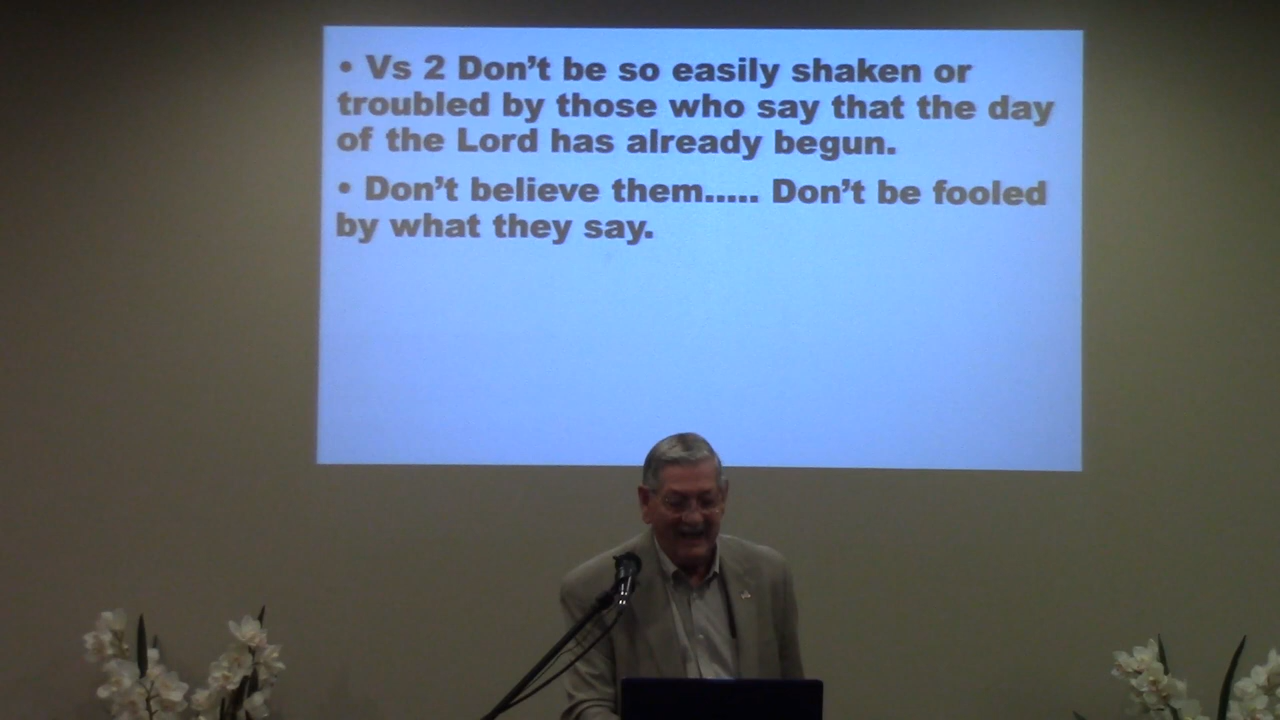 • Vs 2 Don’t be so easily shaken or
troubled by those who say that the day
of the Lord has already begun.
• Don’t believe them..... Don’t be fooled
by what they say.